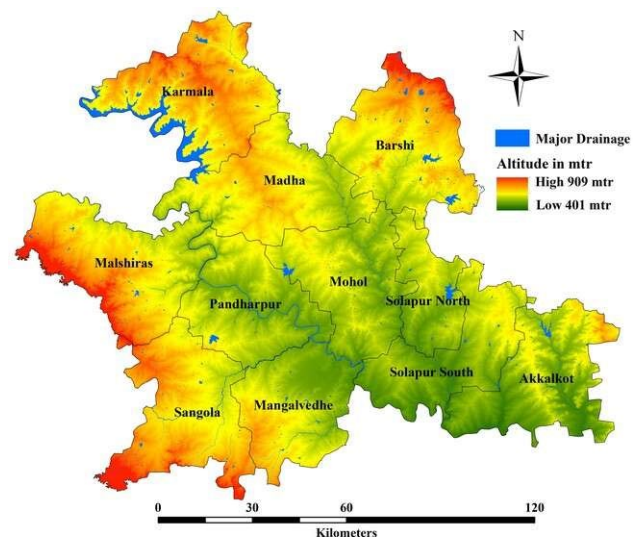 N
Karmala
Barshi
Major Drainage
Altitude in mtr
High 909 mtr
Low 401 mtr
Madha
Malshiras
Mohol
Pandharpur
Solapur North
Solapur South
Akkalkot
Sangola
Mangalvedhe
0 30 60 120
Kilometers